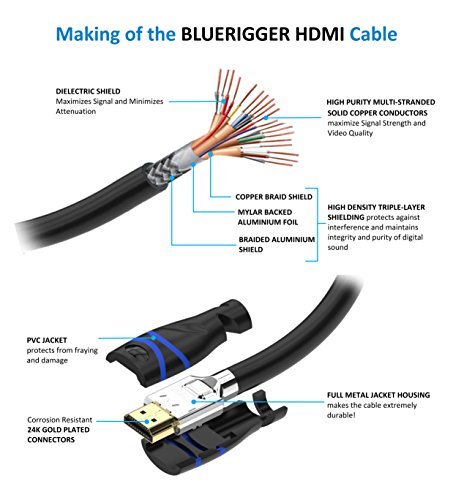 Making of the BLUERIGGER HDMI Cable
DIELECTRIC SHIELD
Maximizes Signal and Minimizes
Attenuation
HIGH PURITY MULTI-STRANDED
SOLID COPPER CONDUCTORS
maximize Signal Strength and
Video Quality
COPPER BRAID SHIELD
MYLAR BACKED
ALUMINIUM FOIL
BRAIDED ALUMINIUM
SHIELD
HIGH DENSITY TRIPLE-LAYER
SHIELDING protects against
interference and maintains
integrity and purity of digital
sound
PVC JACKET
protects from fraying
and damage
Corrosion Resistant
24K GOLD PLATED
CONNECTORS
FULL METAL JACKET HOUSING
makes the cable extremely
durable!